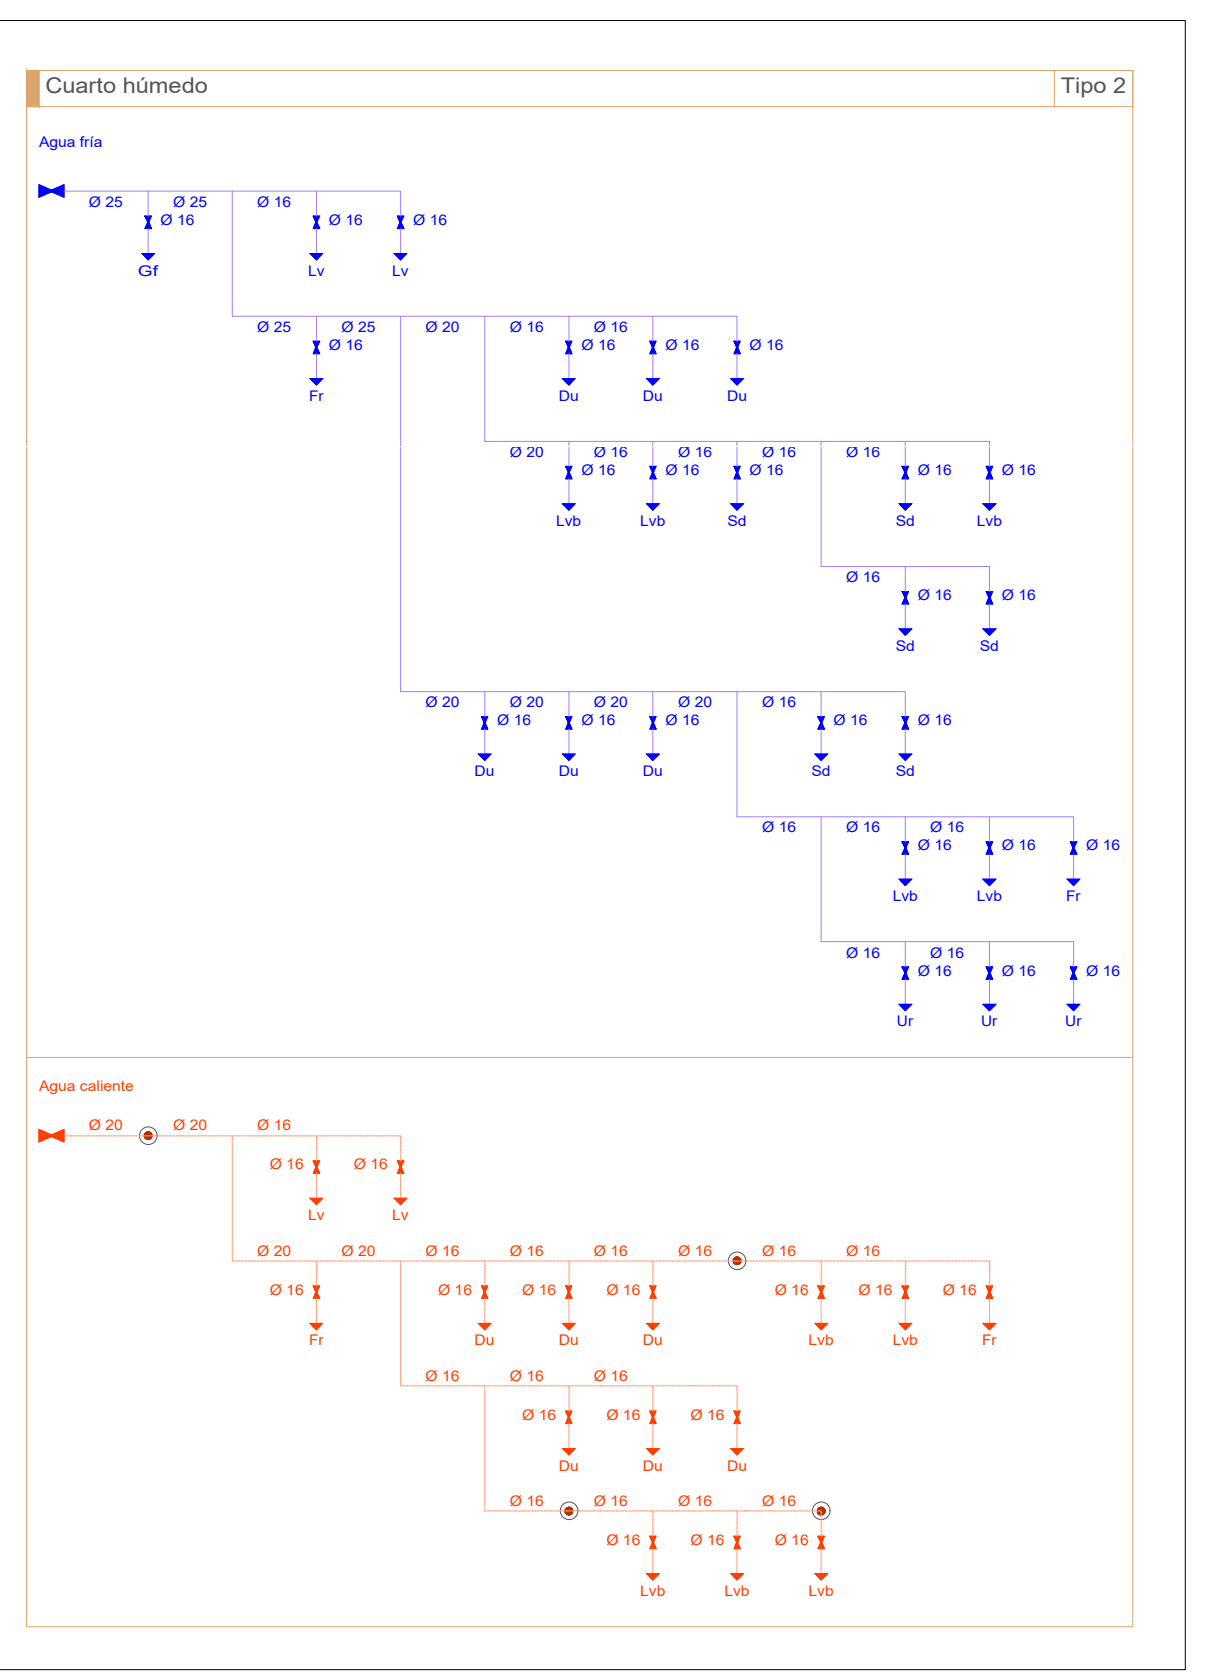 Cuarto húmedo Tipo 2
Agua fría
Ø 25 Ø 25 Ø 16
Ø 16 Ø 16 Ø 16
Gf Lv Lv
Ø 25 Ø 25 Ø 20 Ø 16 Ø 16
Ø 16 Ø 16 Ø 16 Ø 16
Fr Du Du Du
Ø 20 Ø 16 Ø 16 Ø 16 Ø 16
Ø 16 Ø 16 Ø 16 Ø 16 Ø 16
Lvb Lvb Sd Sd Lvb
Ø 16
Ø 16 Ø 16
Sd Sd
Ø 20 Ø 20 Ø 20 Ø 20 Ø 16
Ø 16 Ø 16 Ø 16 Ø 16 Ø 16
Du Du Du Sd Sd
Ø 16 Ø 16 Ø 16
Ø 16 Ø 16 Ø 16
Lvb Lvb Fr
Ø 16 Ø 16
Ø 16 Ø 16 Ø 16
Ur Ur Ur
Agua caliente
Ø 20 Ø 20 Ø 16
Ø 16 Ø 16
Lv Lv
Ø 20 Ø 20 Ø 16 Ø 16 Ø 16 Ø 16 Ø 16 Ø 16
Ø 16 Ø 16 Ø 16 Ø 16 Ø 16 Ø 16 Ø 16
Fr Du Du Du Lvb Lvb Fr
Ø 16 Ø 16 Ø 16
Ø 16 Ø 16 Ø 16
Du Du Du
Ø 16 Ø 16 Ø 16 Ø 16
Ø 16 Ø 16 Ø 16
Lvb Lvb Lvb